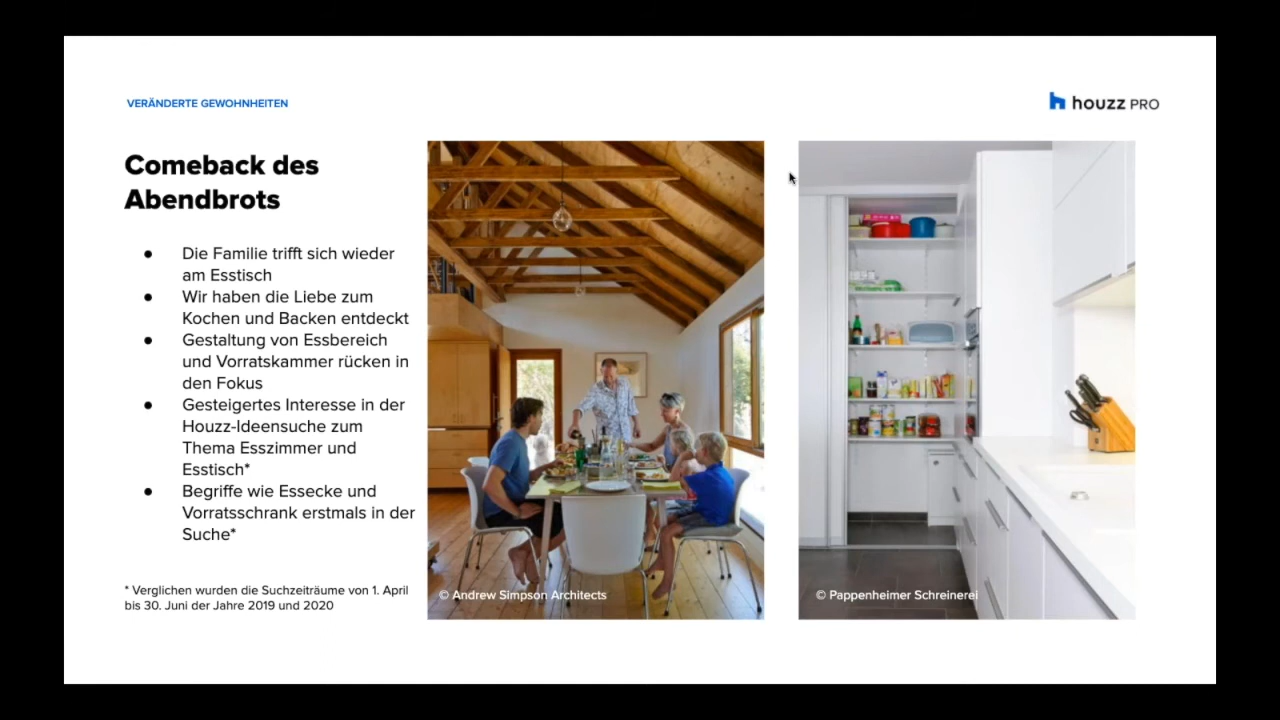 VERÄNDERTE GEWOHNHEITEN
houzz PRO
Comeback des
Abendbrots
● Die Familie trifft sich wieder
am Esstisch
● Wir haben die Liebe zum
Kochen und Backen entdeckt
● Gestaltung von Essbereich
und Vorratskammer rücken in
den Fokus
● Gesteigertes Interesse in der
Houzz-Ideensuche zum
Thema Esszimmer und
Esstisch*
● Begriffe wie Essecke und
Vorratsschrank erstmals in der
Suche*
* Verglichen wurden die Suchzeiträume von 1. April
bis 30. Juni der Jahre 2019 und 2020
© Andrew Simpson Architects
© Pappenheimer Schreinerei